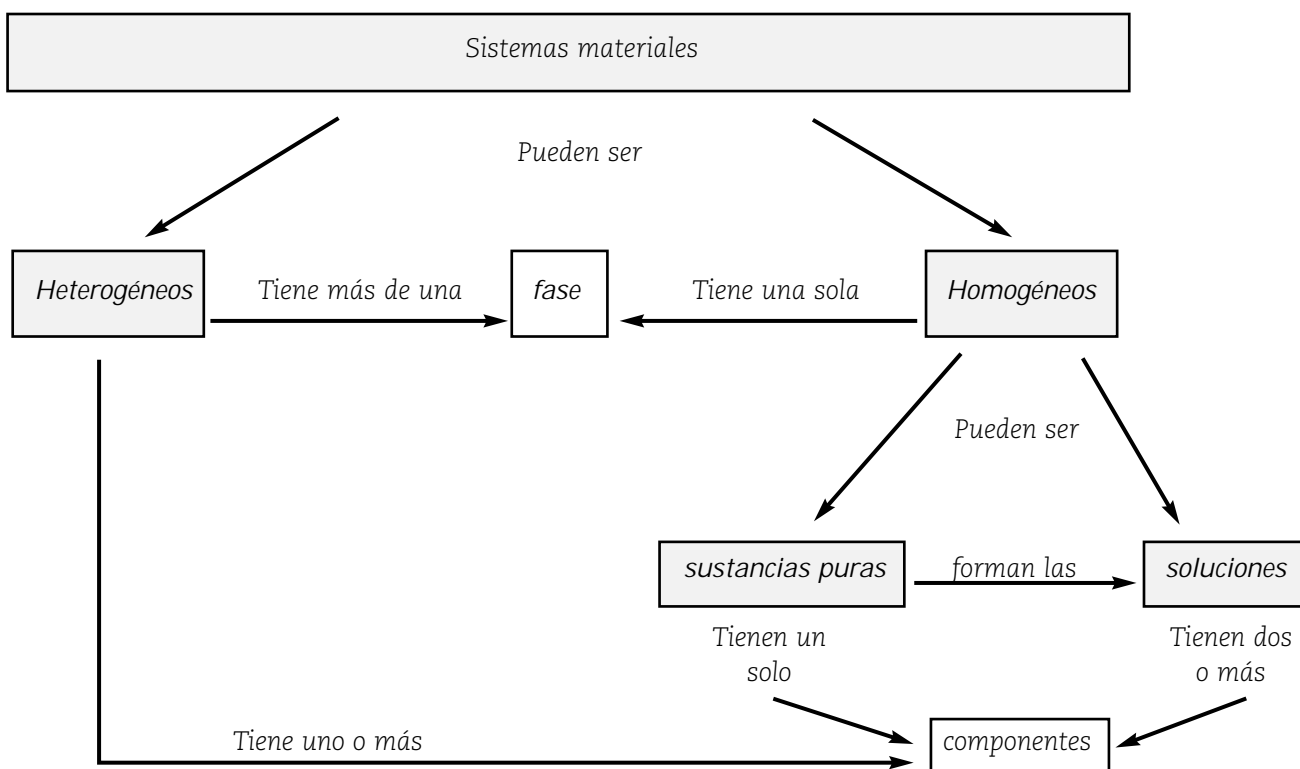 Sistemas materiales
Pueden ser
Heterogéneos
Tiene más de una
fase
Tiene una sola
Homogéneos
Pueden ser
sustancias puras
forman las
soluciones
Tienen un
solo
Tienen dos
o más
Tiene uno o más
componentes